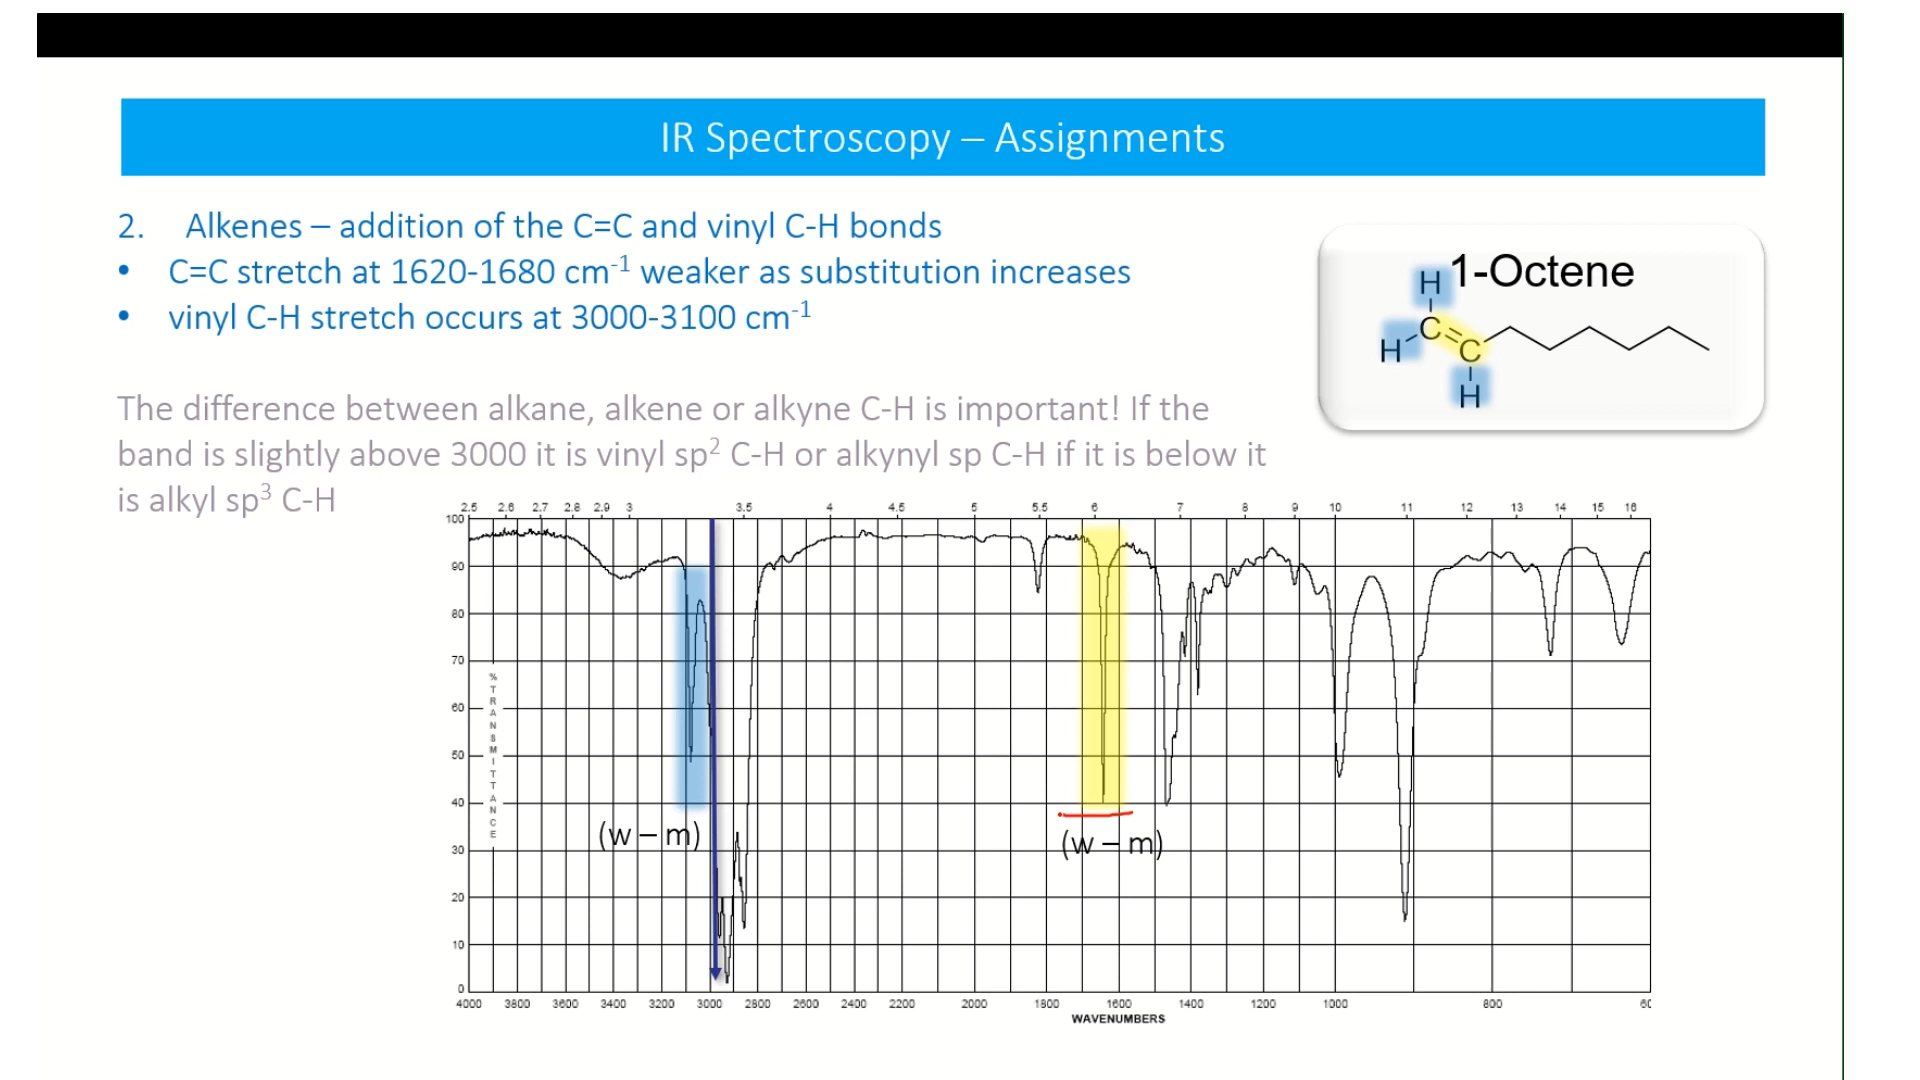 IR Spectroscopy – Assignments
2. Alkenes – addition of the C=C and vinyl C-H bonds
• C=C stretch at 1620-1680 cm-1 weaker as substitution increases
• vinyl C-H stretch occurs at 3000-3100 cm-1
1-Octene
H
C
H
C
H
The difference between alkane, alkene or alkyne C-H is important! If the
band is slightly above 3000 it is vinyl sp2 C-H or alkynyl sp C-H if it is below it
is alkyl sp3 C-H
2.5 2.6 2.7 2.8 2.9 3 3.5 4 4.5 5 5.5 6 7 8 9 10 11 12 13 14 15 16
100
90
80
70
60
50
40
30
20
10
0
%TRANSMITTANCE
(w – m)
(w – m)
4000 3800 3600 3400 3200 3000 2800 2600 2400 2200 2000 1800 1600 1400 1200 1000 800
WAVENUMBERS